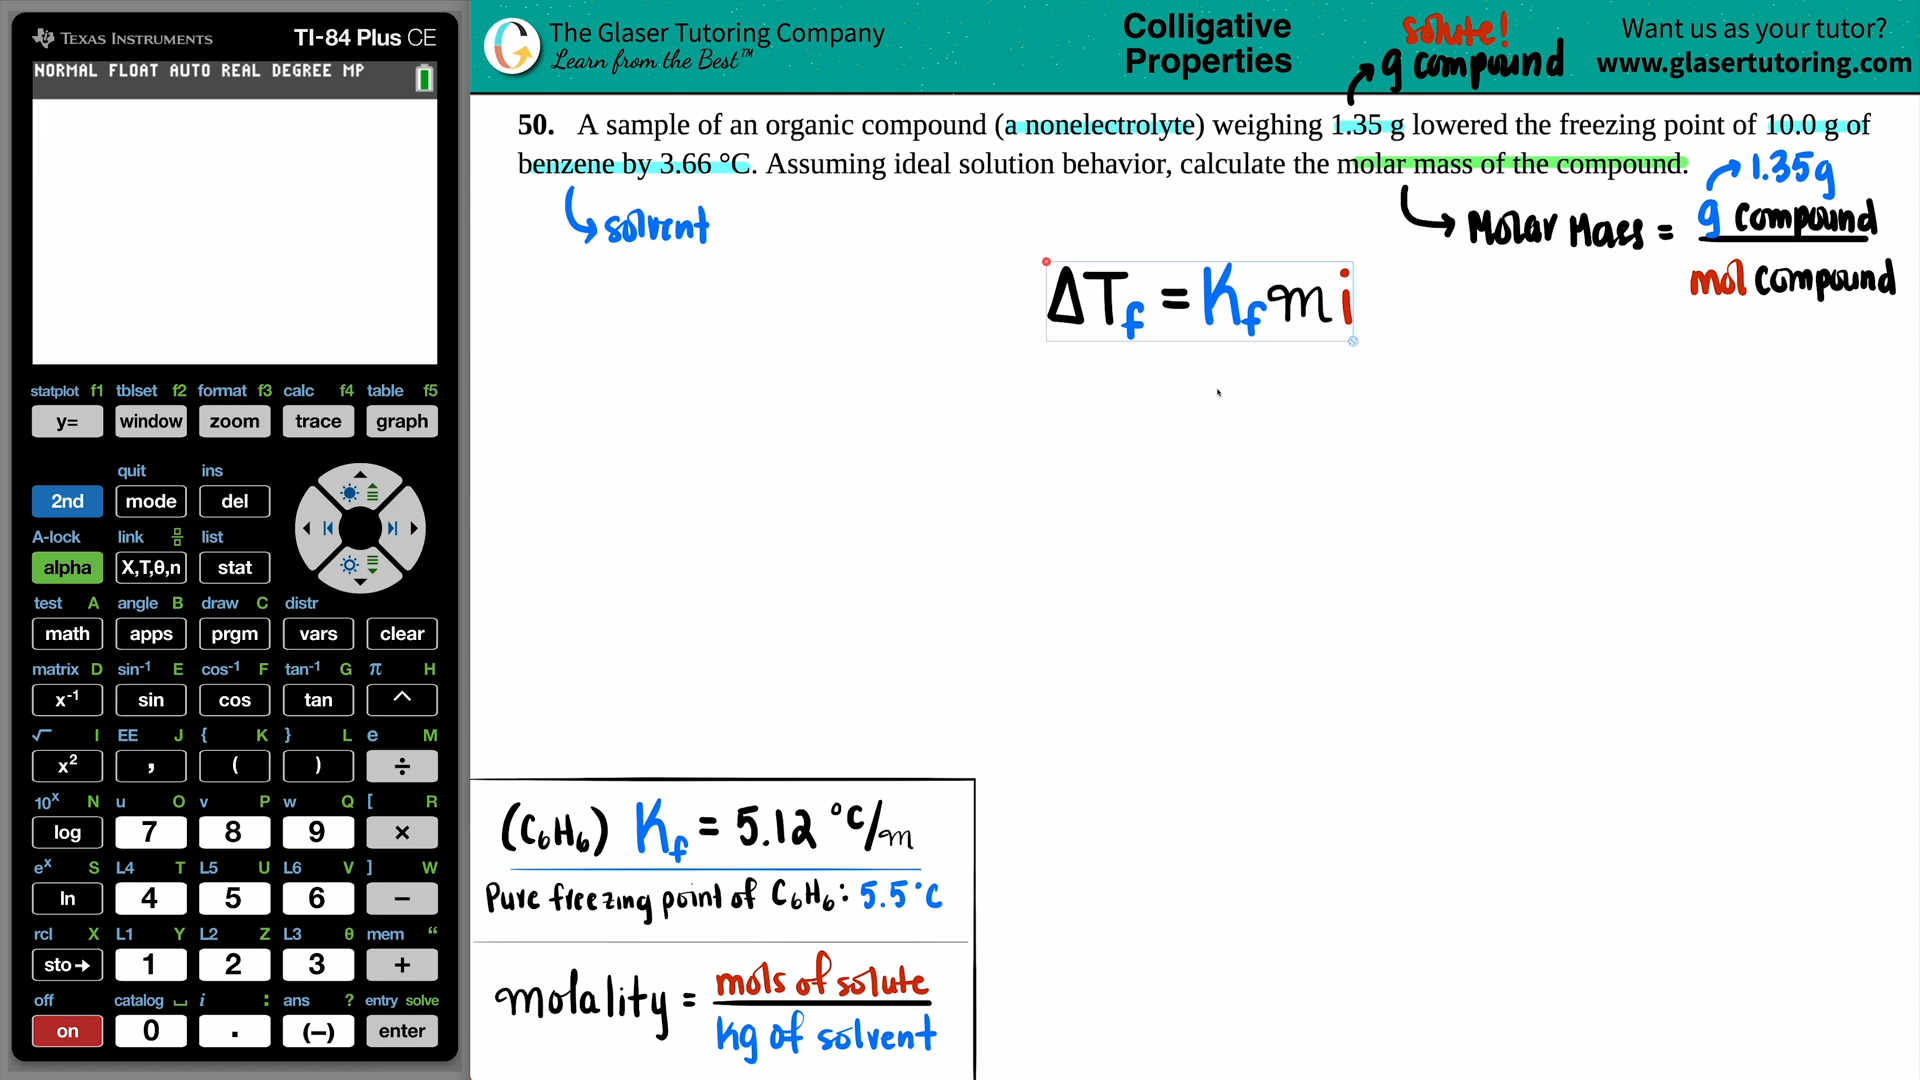 TEXAS INSTRUMENTS TI-84 Plus CE
NORMAL FLOAT AUTO REAL DEGREE MP
statplot f1 tblset f2 format f3 calc f4 table f5
y= window zoom trace graph
quit ins
2nd mode del
A-lock link list
alpha X,T,θ,n stat
test A angle B draw C distr
math apps prgm vars clear
matrix D sin⁻¹ E cos⁻¹ F tan⁻¹ G π H
x⁻¹ sin cos tan ^
√ I EE J { K } L e M
x² , ( ) ÷
10ˣ N u O v P w Q [ R
log 7 8 9 ×
eˣ S L4 T L5 U L6 V ] W
ln 4 5 6 −
rcl X L1 Y L2 Z L3 θ mem “
sto→ 1 2 3 +
off catalog ⎵ i : ans ? entry solve
on 0 . (−) enter
The Glaser Tutoring Company
Learn from the Best™
Colligative
Properties
solute!
g compound
Want us as your tutor?
www.glasertutoring.com
50. A sample of an organic compound (a nonelectrolyte) weighing 1.35 g lowered the freezing point of 10.0 g of
benzene by 3.66 °C. Assuming ideal solution behavior, calculate the molar mass of the compound.
solvent
1.35g
Molar Mass = g compound
mol compound
ΔTf = Kf m i
(C₆H₆) Kf = 5.12 °C/m
Pure freezing point of C₆H₆: 5.5°C
molality = mols of solute
kg of solvent